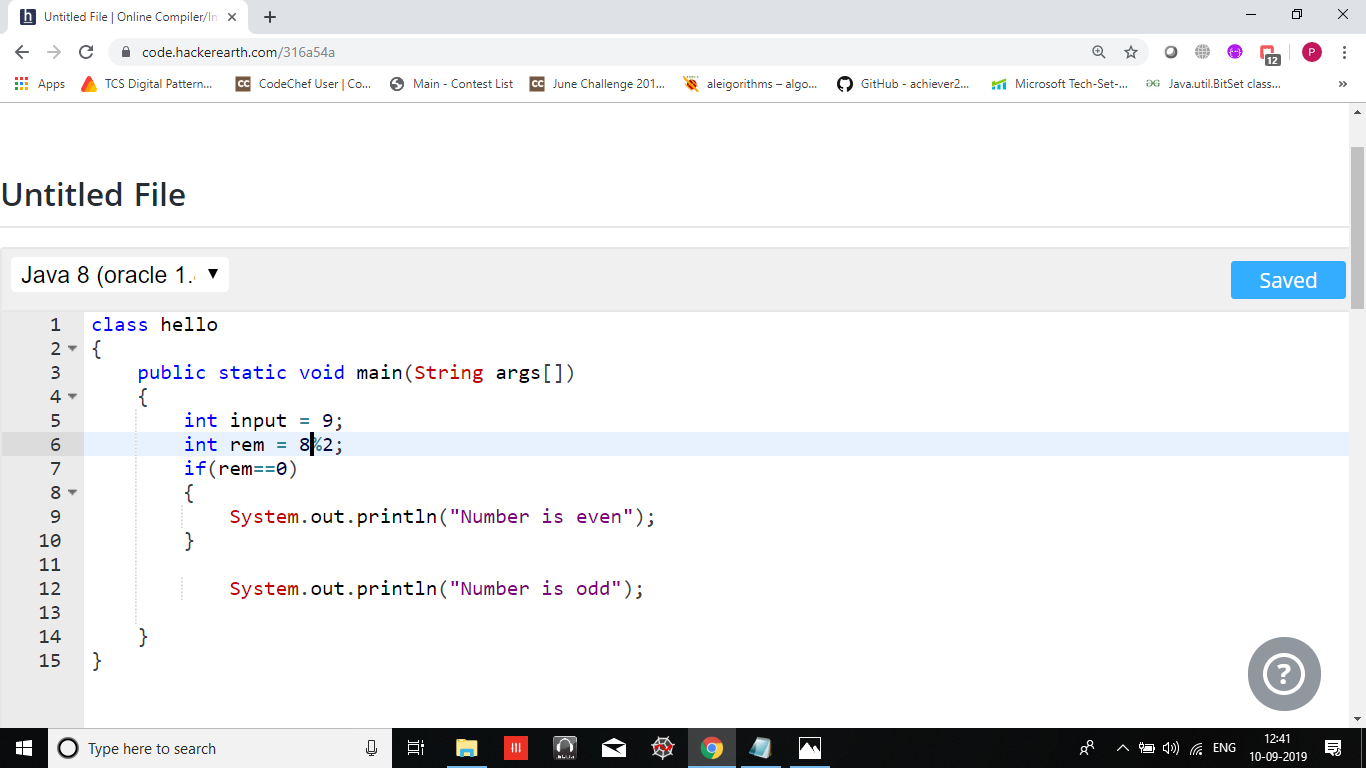 Untitled File | Online Compiler/In
code.hackerearth.com/316a54a
P
12
Apps
TCS Digital Pattern...
CC CodeChef User | Co...
Main - Contest List
CC June Challenge 201...
aleigorithms – algo...
GitHub - achiever2...
Microsoft Tech-Set-...
Java.util.BitSet class...
»
Untitled File
Java 8 (oracle 1.
Saved
1 class hello
2 {
3 public static void main(String args[])
4 {
5 int input = 9;
6 int rem = 8%2;
7 if(rem==0)
8 {
9 System.out.println("Number is even");
10 }
11
12 System.out.println("Number is odd");
13
14 }
15 }
?
Type here to search
ENG
12:41
10-09-2019